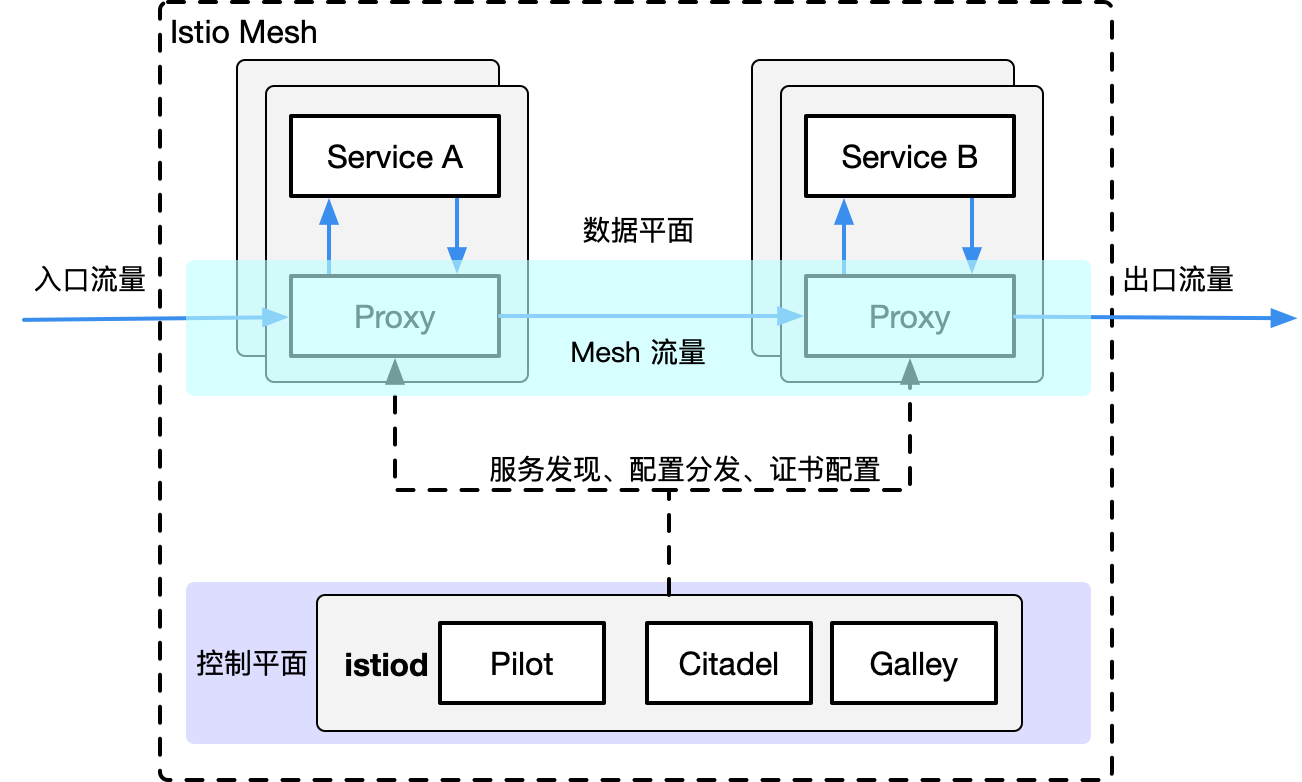 Istio Mesh
Service A
Service B
数据平面
入口流量
出口流量
Proxy
Proxy
Mesh 流量
服务发现、配置分发、证书配置
控制平面
istiod
Pilot
Citadel
Galley